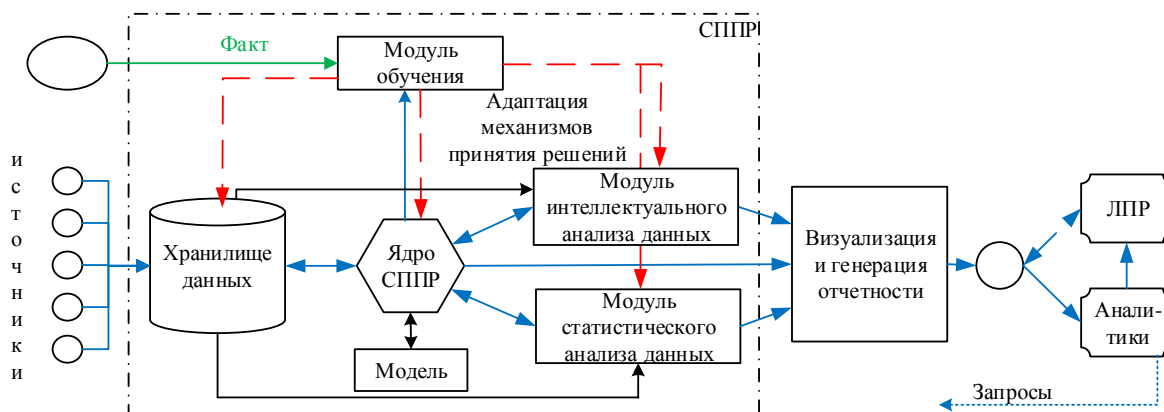 СППР
Факт
Модуль
обучения
Адаптация
механизмов
принятия решений
источники
Хранилище
данных
Ядро
СППР
Модель
Модуль
интеллектуального
анализа данных
Модуль
статистического
анализа данных
Визуализация
и генерация
отчетности
ЛПР
Анали-
тики
Запросы